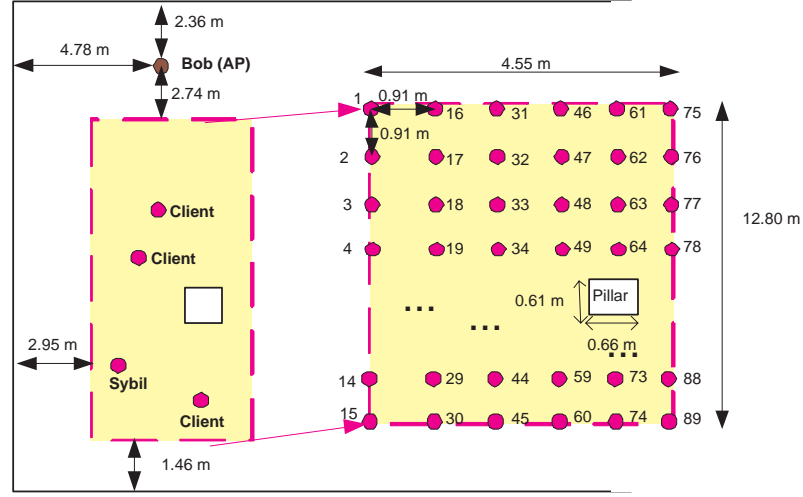 2.36 m
4.78 m
Bob (AP)
2.74 m
4.55 m
1 0.91 m 16 31 46 61 75
0.91 m
2 17 32 47 62 76
3 18 33 48 63 77
Client
12.80 m
4 19 34 49 64 78
Client
0.61 m Pillar
...
...
2.95 m
0.66 m
...
Sybil
14 29 44 59 73 88
Client
15 30 45 60 74 89
1.46 m